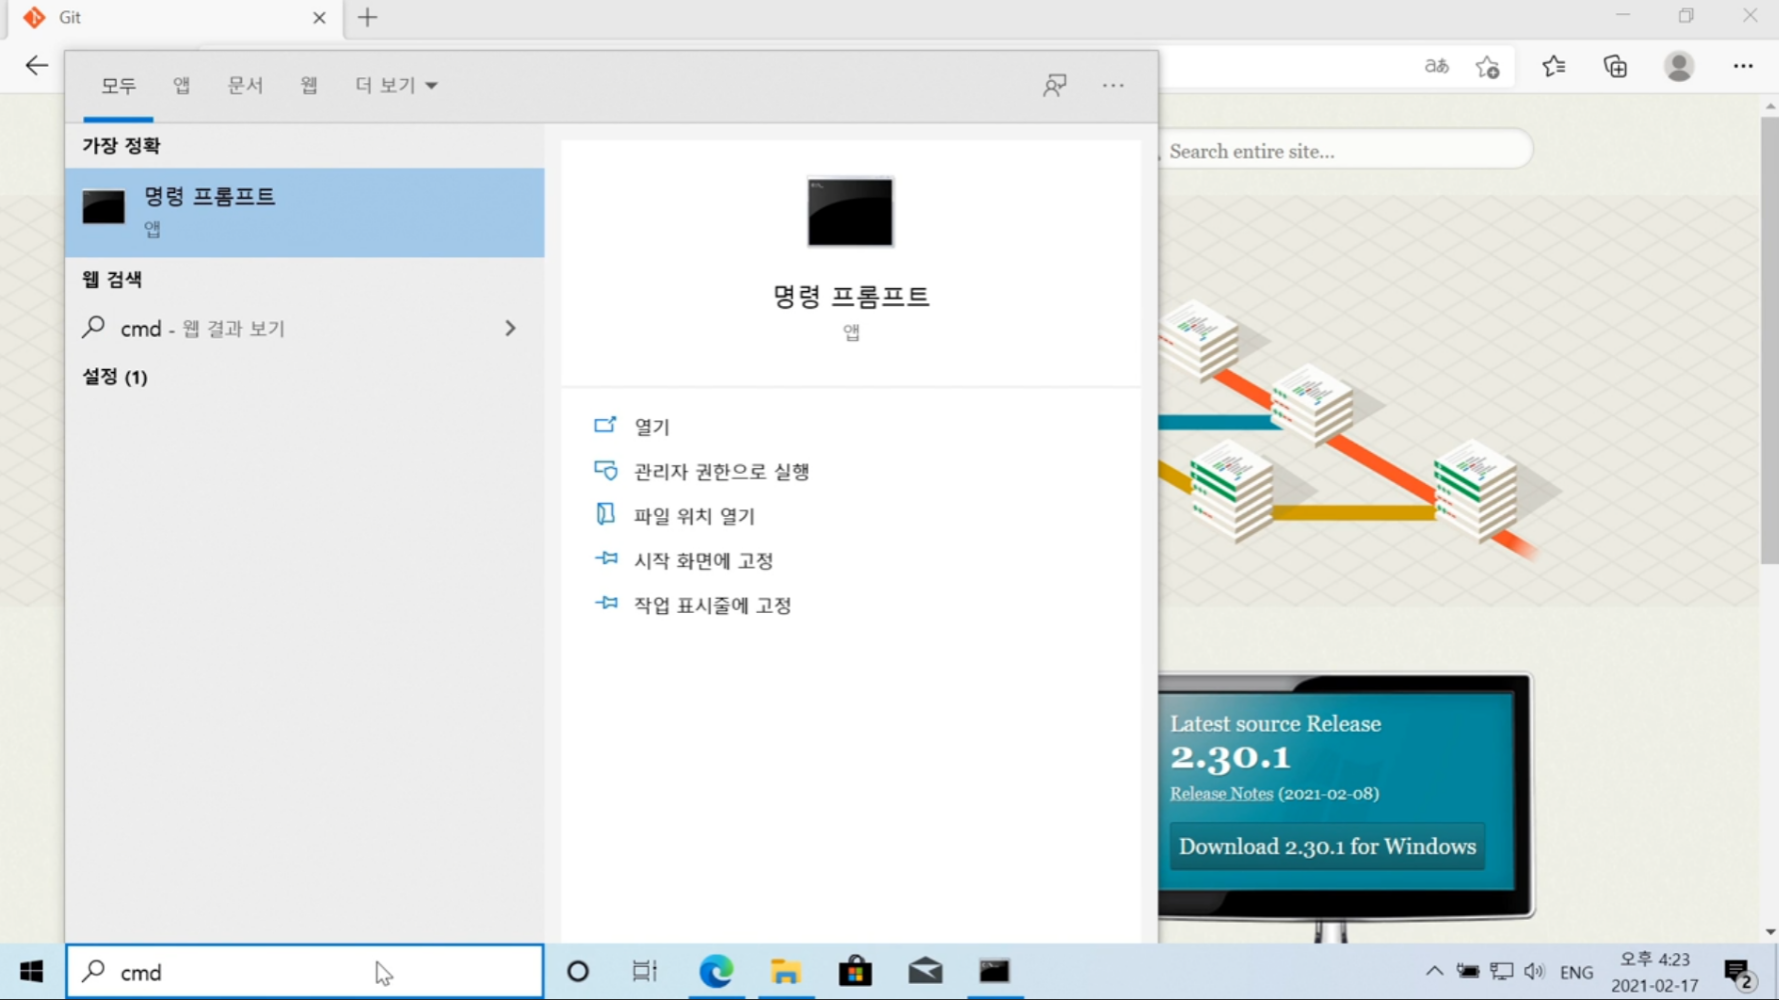 Git
모두 앱 문서 웹 더 보기
가장 정확
명령 프롬프트
앱
웹 검색
cmd - 웹 결과 보기
설정 (1)
명령 프롬프트
앱
열기
관리자 권한으로 실행
파일 위치 열기
시작 화면에 고정
작업 표시줄에 고정
aあ
Search entire site...
Latest source Release
2.30.1
Release Notes (2021-02-08)
Download 2.30.1 for Windows
cmd
ENG
오후 4:23
2021-02-17
2